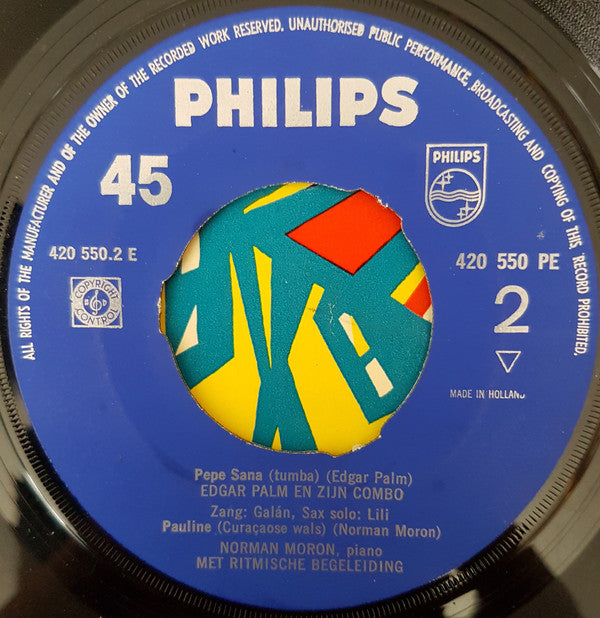 ALL RIGHTS OF THE MANUFACTURER AND OF THE OWNER OF THE RECORDED WORK RESERVED. UNAUTHORISED PUBLIC PERFORMANCE, BROADCASTING AND COPYING OF THIS RECORD PROHIBITED.
PHILIPS
45
PHILIPS
420 550.2 E
420 550 PE
COPYRIGHT
B D
CONTROL
2
MADE IN HOLLAND
Pepe Sana (tumba) (Edgar Palm)
EDGAR PALM EN ZIJN COMBO
Zang: Galán, Sax solo: Lili
Pauline (Curaçaose wals) (Norman Moron)
NORMAN MORON, piano
MET RITMISCHE BEGELEIDING